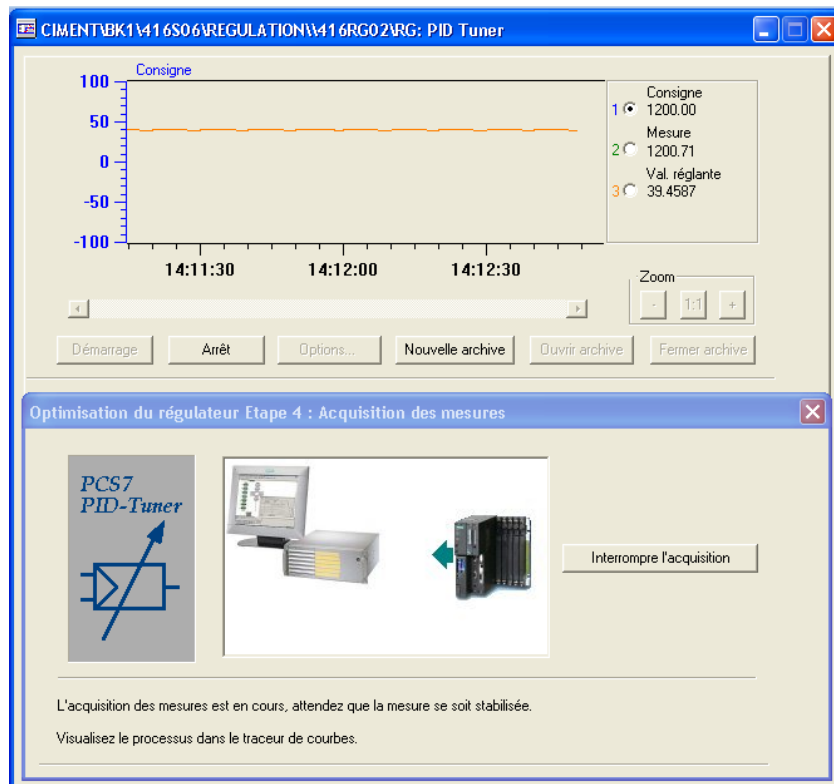 CIMENT\BK1\416S06\REGULATION\\416RG02\RG: PID Tuner
Consigne
100
50
0
-50
-100
14:11:30 14:12:00 14:12:30
Consigne
1 1200.00
Mesure
2 1200.71
Val. réglante
3 39.4587
Zoom
- 1:1 +
Démarrage Arrêt Options... Nouvelle archive Ouvrir archive Fermer archive
Optimisation du régulateur Etape 4 : Acquisition des mesures
PCS7
PID-Tuner
Interrompre l'acquisition
L'acquisition des mesures est en cours, attendez que la mesure se soit stabilisée.
Visualisez le processus dans le traceur de courbes.